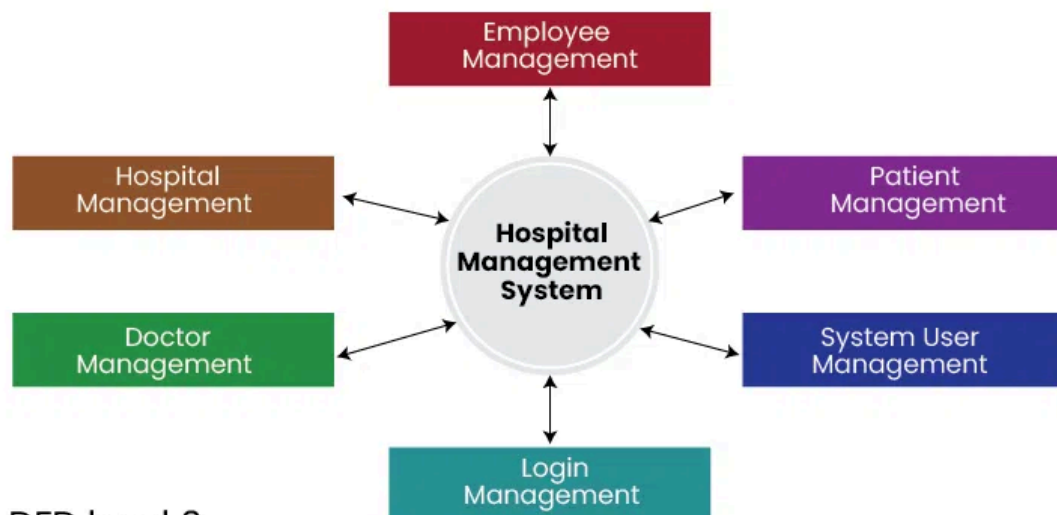 Employee
Management
Hospital
Management
Patient
Management
Hospital
Management
System
Doctor
Management
System User
Management
Login
Management